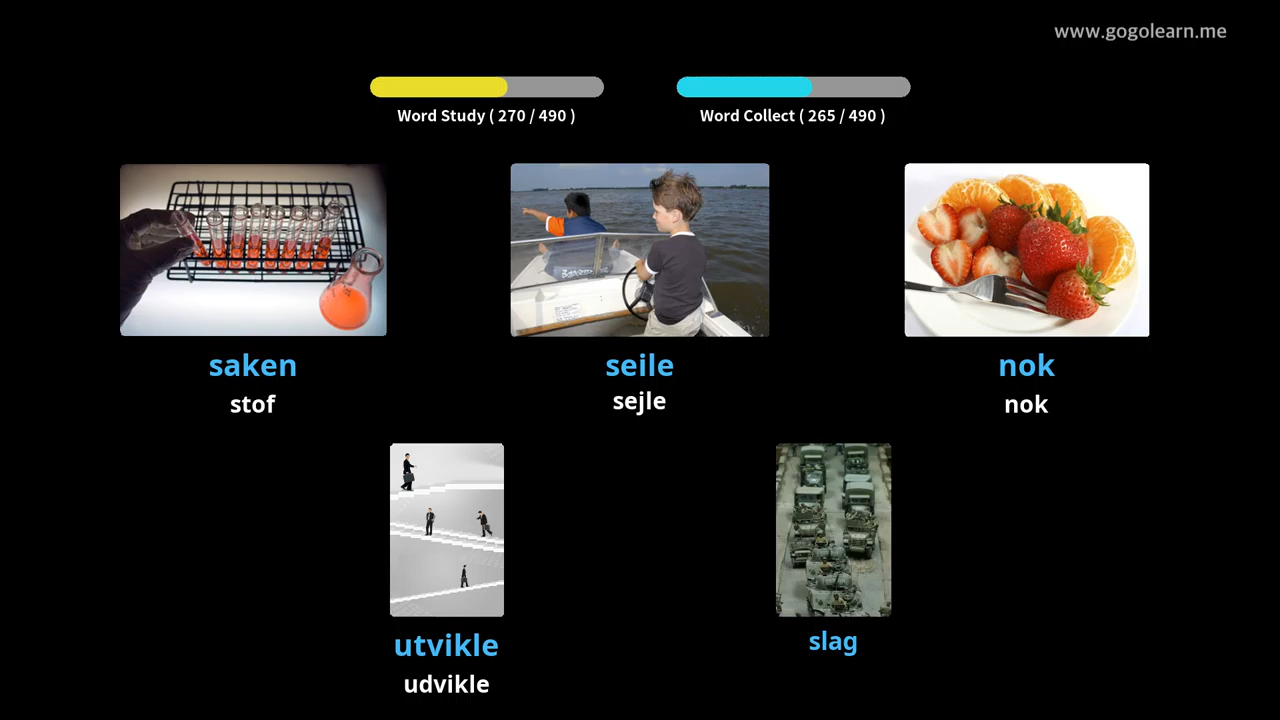 www.gogolearn.me
Word Study ( 270 / 490 )
Word Collect ( 265 / 490 )
saken
stof
seile
sejle
nok
nok
utvikle
udvikle
slag